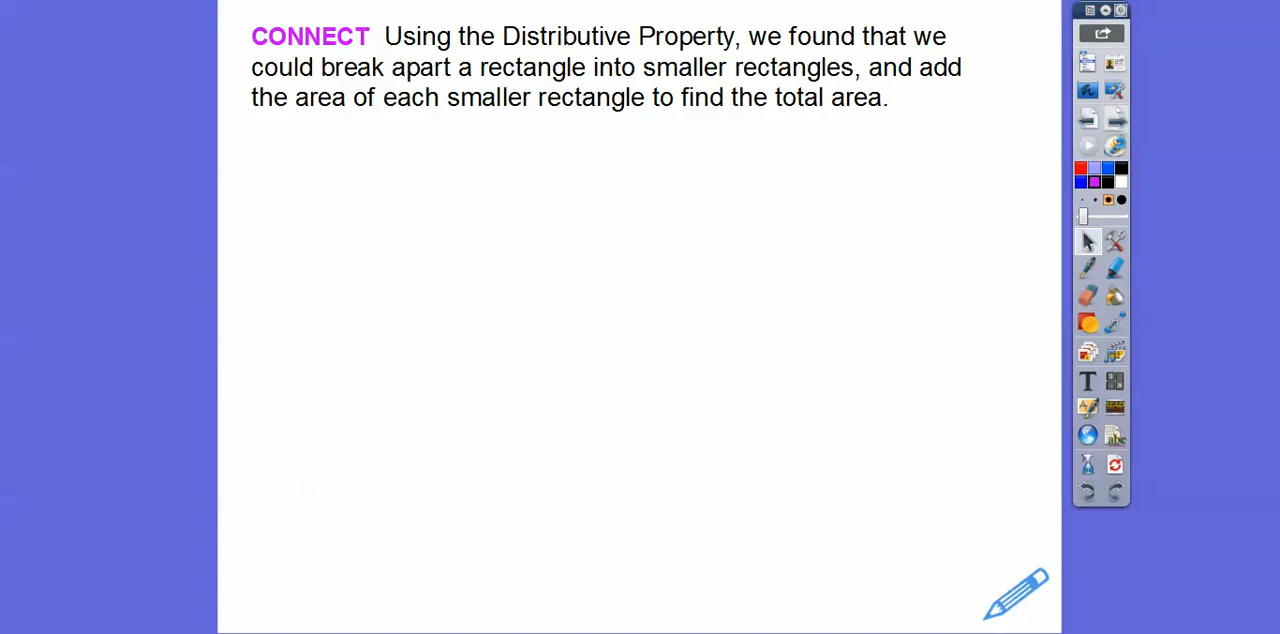 CONNECT Using the Distributive Property, we found that we
could break apart a rectangle into smaller rectangles, and add
the area of each smaller rectangle to find the total area.